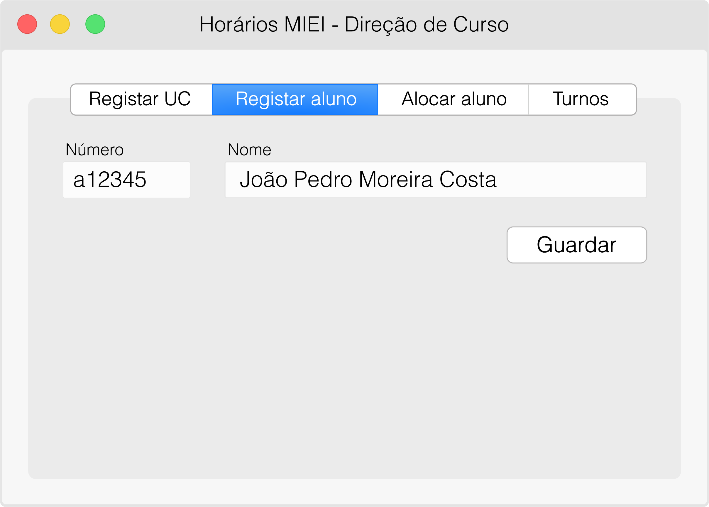 Horários MIEI - Direção de Curso
Registar UC Registar aluno Alocar aluno Turnos
Número Nome
a12345 João Pedro Moreira Costa
Guardar